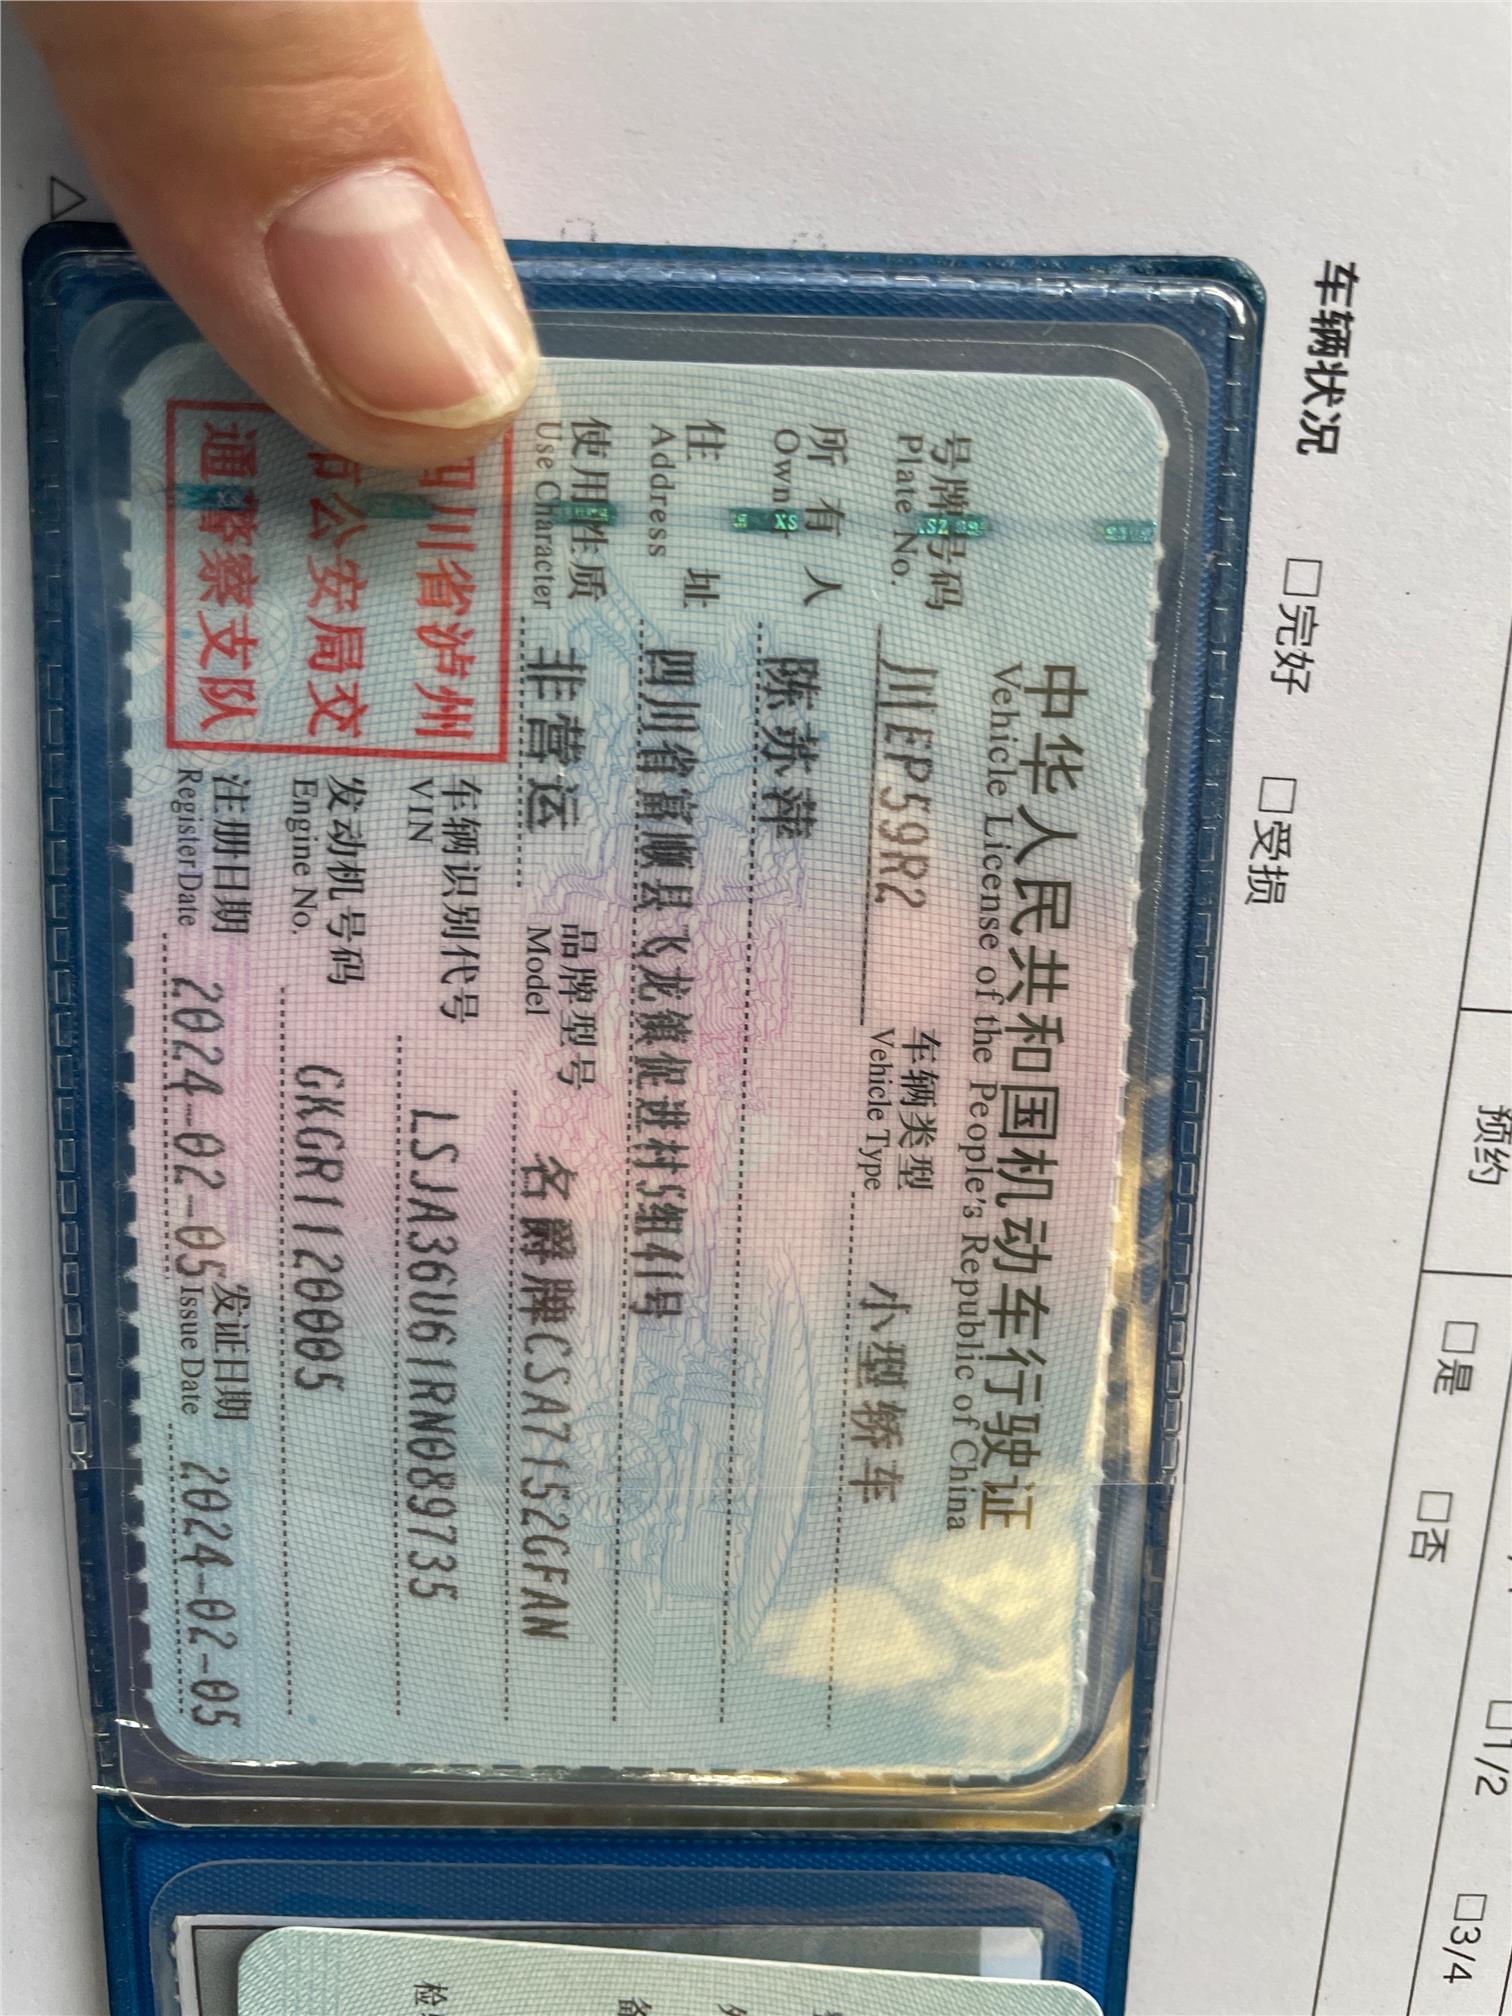 车辆状况 □完好 □受损
预约 □是 □否
□1/2 □3/4
中华人民共和国机动车行驶证
Vehicle License of the People's Republic of China
号牌号码 川EP59R2 车辆类型 小型轿车
Plate No. Vehicle Type
所有人 陈苏萍
Owner
住址 四川省富顺县飞龙镇促进村5组41号
Address
使用性质 非营运 品牌型号 名爵牌CSA7152GFAN
Use Character Model
四川省泸州
市公安局交
通警察支队
车辆识别代号 LSJA36U61RN089735
VIN
发动机号码 GKGR1120005
Engine No.
注册日期 2024-02-05 发证日期 2024-02-05
Register Date Issue Date